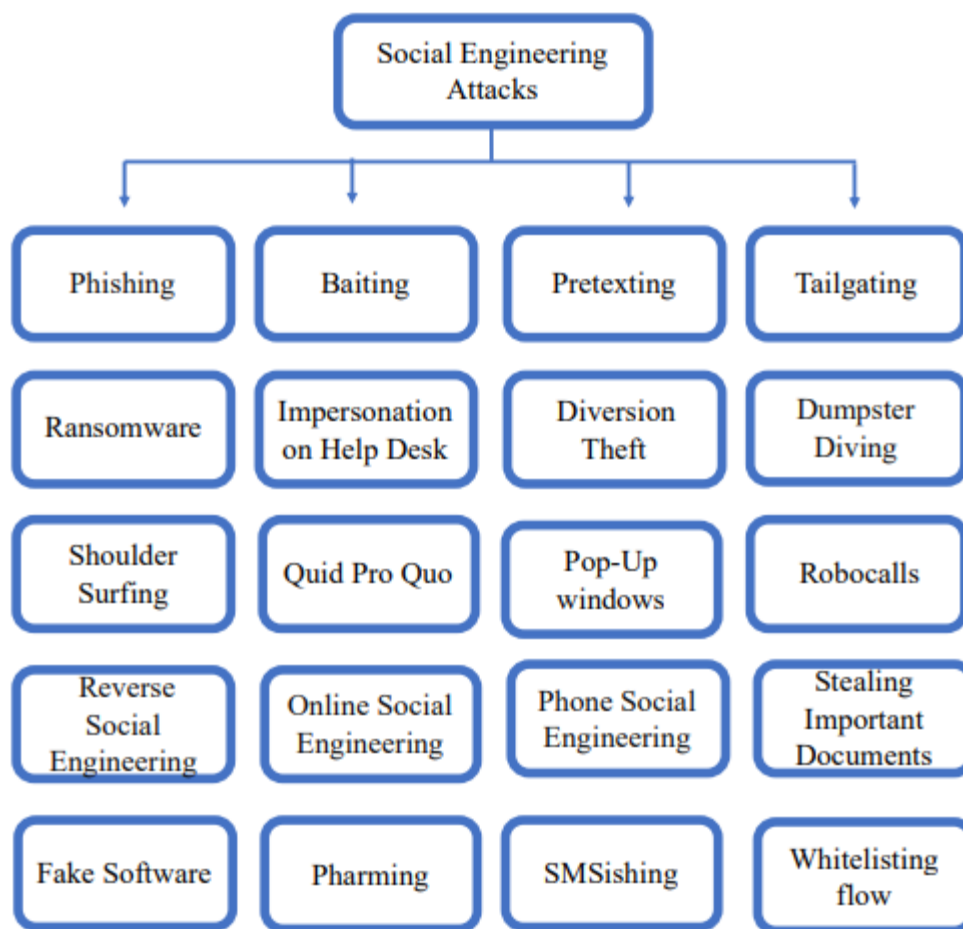 Social Engineering
Attacks
Phishing
Baiting
Pretexting
Tailgating
Ransomware
Impersonation
on Help Desk
Diversion
Theft
Dumpster
Diving
Shoulder
Surfing
Quid Pro Quo
Pop-Up
windows
Robocalls
Reverse
Social
Engineering
Online Social
Engineering
Phone Social
Engineering
Stealing
Important
Documents
Fake Software
Pharming
SMSishing
Whitelisting
flow